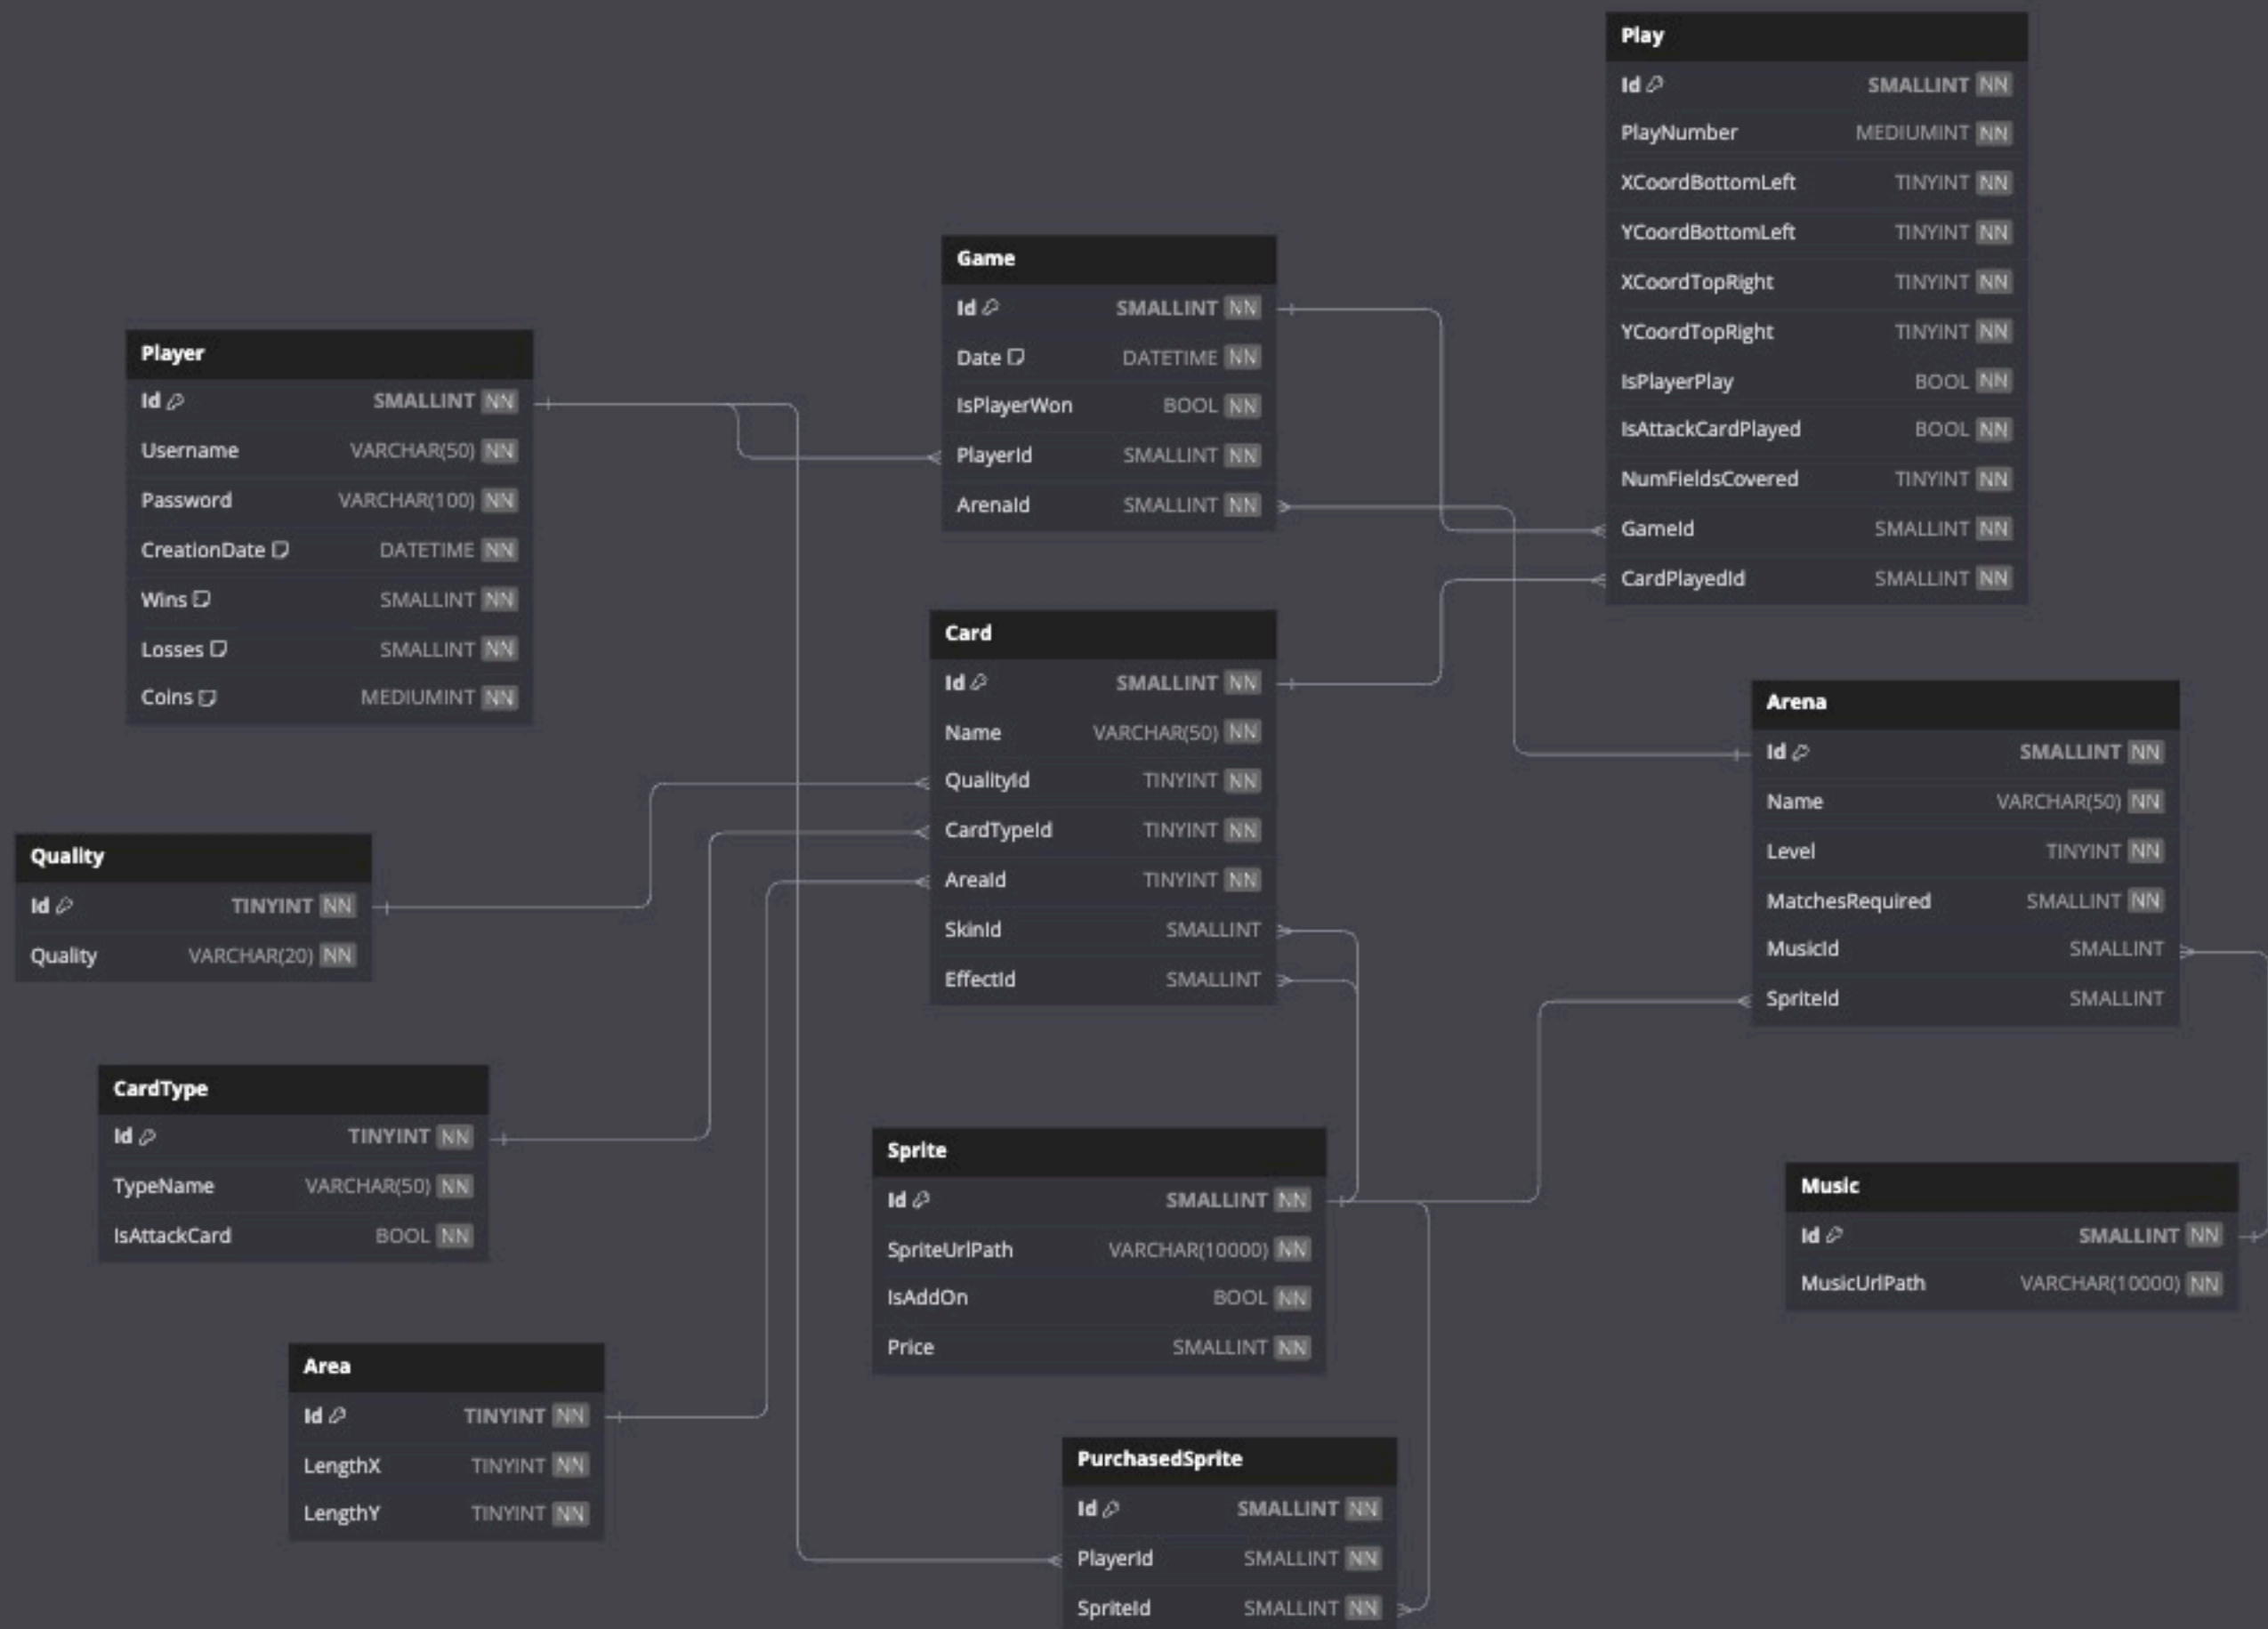 Play
Id SMALLINT NN
PlayNumber MEDIUMINT NN
XCoordBottomLeft TINYINT NN
YCoordBottomLeft TINYINT NN
XCoordTopRight TINYINT NN
YCoordTopRight TINYINT NN
IsPlayerPlay BOOL NN
IsAttackCardPlayed BOOL NN
NumFieldsCovered TINYINT NN
GameId SMALLINT NN
CardPlayedId SMALLINT NN
Game
Id SMALLINT NN
Date DATETIME NN
IsPlayerWon BOOL NN
PlayerId SMALLINT NN
ArenaId SMALLINT NN
Player
Id SMALLINT NN
Username VARCHAR(50) NN
Password VARCHAR(100) NN
CreationDate DATETIME NN
Wins SMALLINT NN
Losses SMALLINT NN
Coins MEDIUMINT NN
Card
Id SMALLINT NN
Name VARCHAR(50) NN
QualityId TINYINT NN
CardTypeId TINYINT NN
AreaId TINYINT NN
SkinId SMALLINT
EffectId SMALLINT
Arena
Id SMALLINT NN
Name VARCHAR(50) NN
Level TINYINT NN
MatchesRequired SMALLINT NN
MusicId SMALLINT
SpriteId SMALLINT
Quality
Id TINYINT NN
Quality VARCHAR(20) NN
CardType
Id TINYINT NN
TypeName VARCHAR(50) NN
IsAttackCard BOOL NN
Sprite
Id SMALLINT NN
SpriteUrlPath VARCHAR(10000) NN
IsAddOn BOOL NN
Price SMALLINT NN
Music
Id SMALLINT NN
MusicUrlPath VARCHAR(10000) NN
Area
Id TINYINT NN
LengthX TINYINT NN
LengthY TINYINT NN
PurchasedSprite
Id SMALLINT NN
PlayerId SMALLINT NN
SpriteId SMALLINT NN